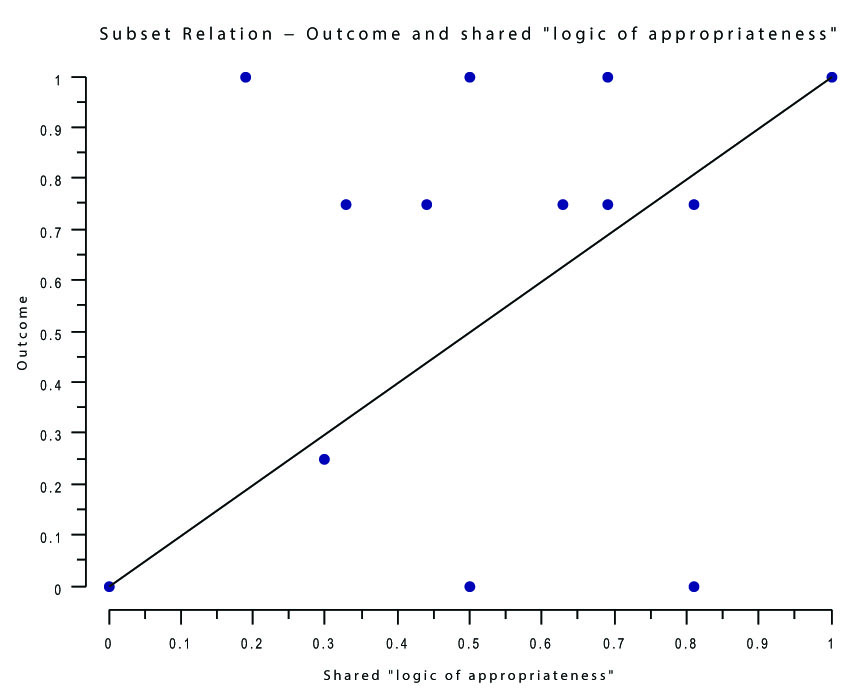 Subset Relation – Outcome and shared "logic of appropriateness"
1
0.9
0.8
0.7
0.6
0.5
0.4
0.3
0.2
0.1
0
Outcome
0 0.1 0.2 0.3 0.4 0.5 0.6 0.7 0.8 0.9 1
Shared "logic of appropriateness"